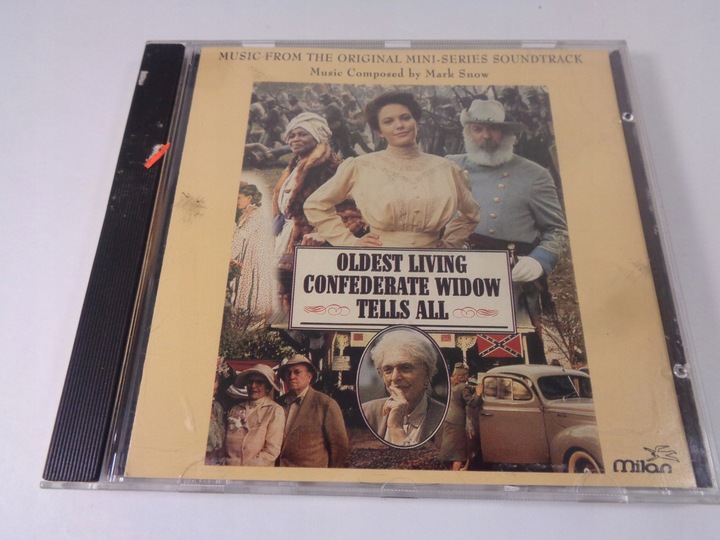 MUSIC FROM THE ORIGINAL MINI-SERIES SOUNDTRACK
Music Composed by Mark Snow
OLDEST LIVING
CONFEDERATE WIDOW
TELLS ALL
milan